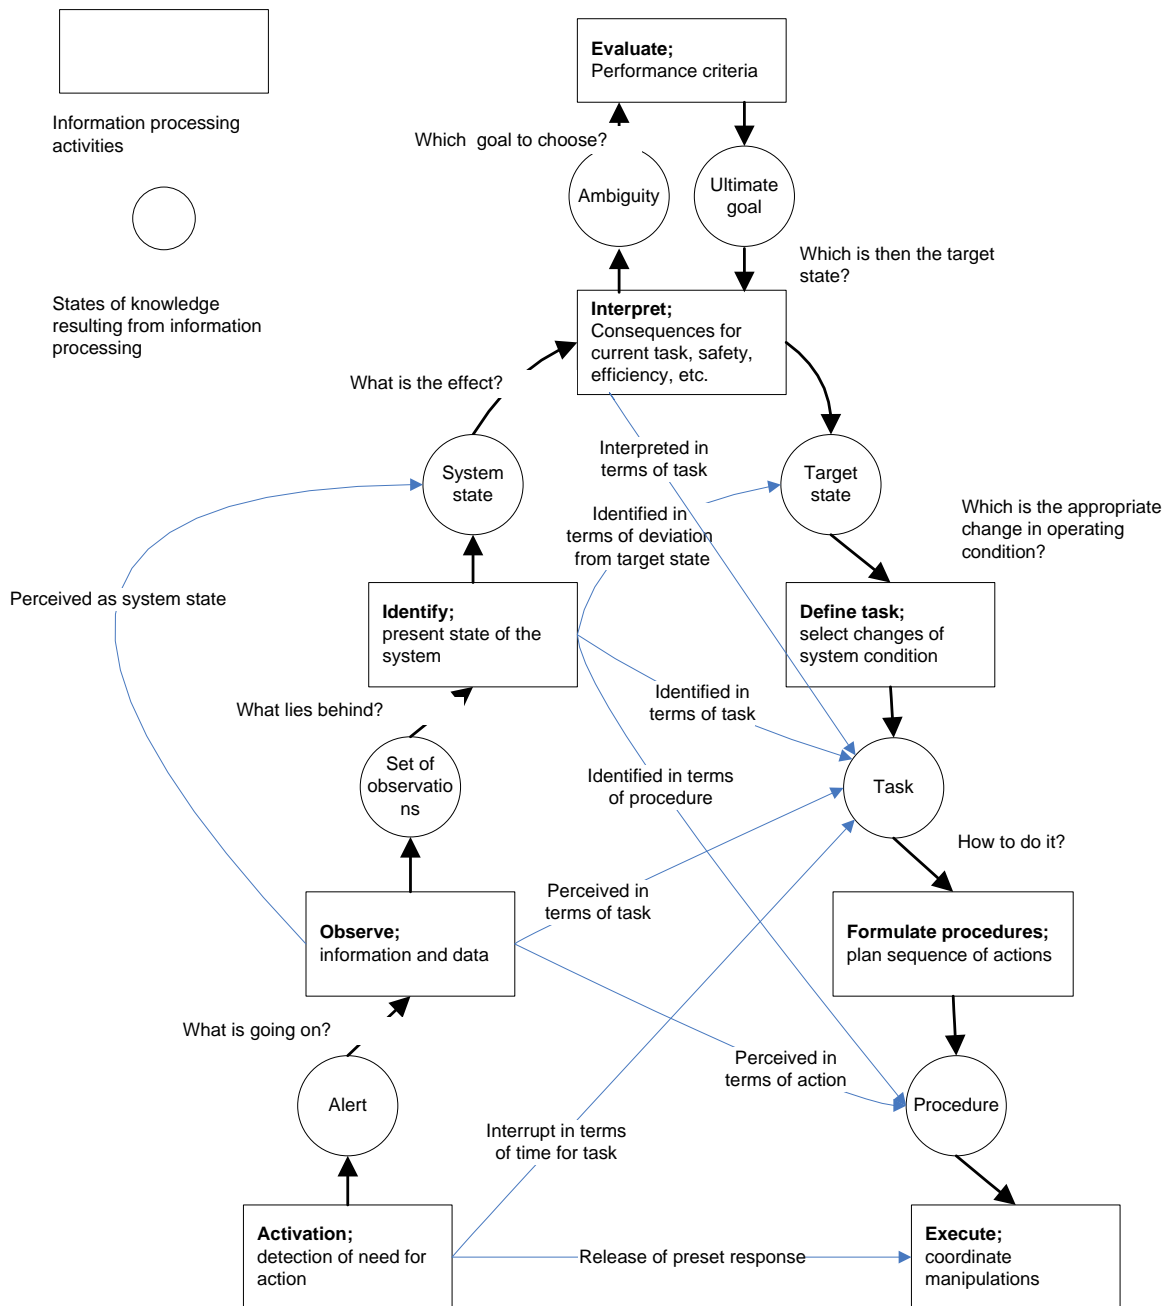 Evaluate;
Performance criteria
Information processing
activities
Which  goal to choose?
Ambiguity
Ultimate
goal
Which is then the target
state?
States of knowledge
resulting from information
processing
Interpret;
Consequences for
current task, safety,
efficiency, etc.
What is the effect?
Interpreted in
terms of task
System
state
Target
state
Identified in
terms of deviation
from target state
Which is the appropriate
change in operating
condition?
Perceived as system state
Identify;
present state of the
system
Define task;
select changes of
system condition
What lies behind?
Identified in
terms of task
Set of
observatio
ns
Identified in terms
of procedure
Task
How to do it?
Perceived in
terms of task
Observe;
information and data
Formulate procedures;
plan sequence of actions
What is going on?
Perceived in
terms of action
Alert
Procedure
Interrupt in terms
of time for task
Activation;
detection of need for
action
Release of preset response
Execute;
coordinate
manipulations